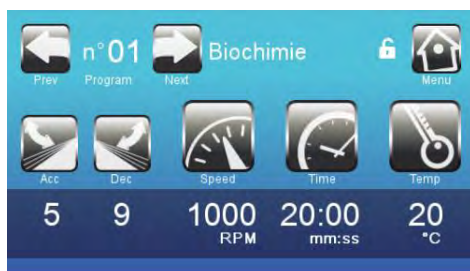 n°01 Biochimie
Prev Program Next Menu
Acc Dec Speed Time Temp
5 9 1000 20:00 20
RPM mm:ss °C